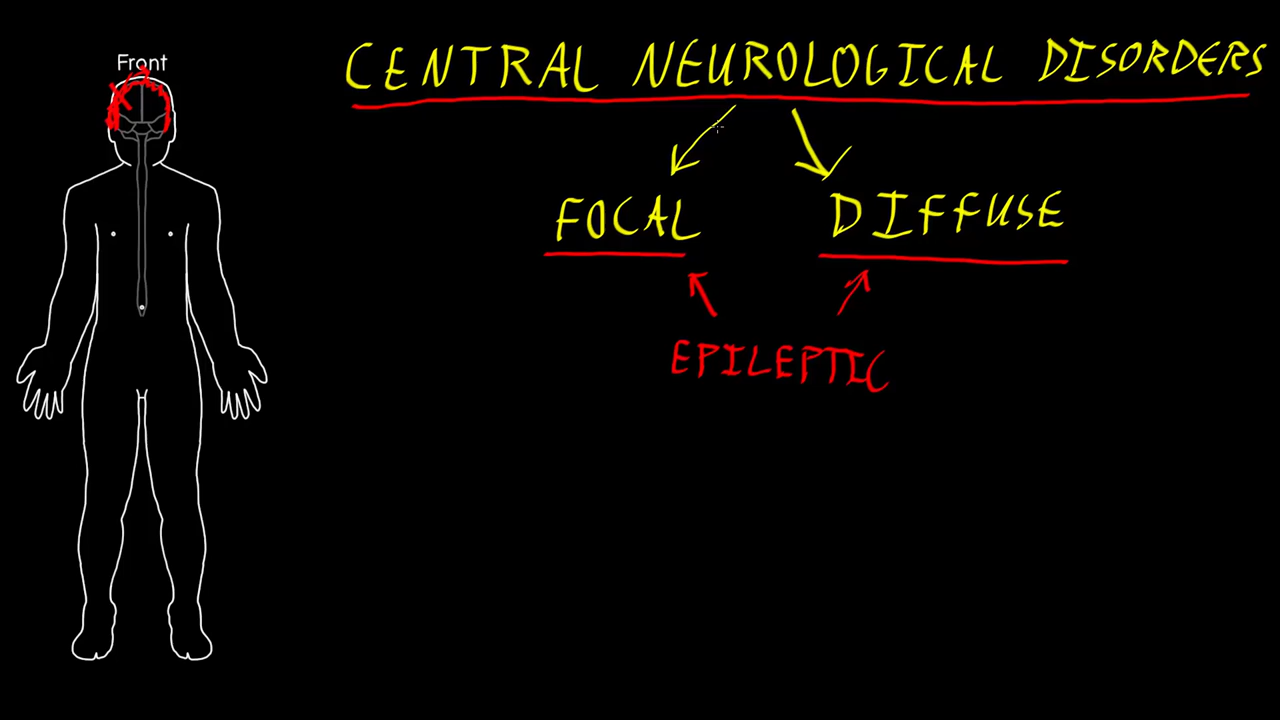 Front
CENTRAL NEUROLOGICAL DISORDERS
FOCAL
DIFFUSE
EPILEPTIC